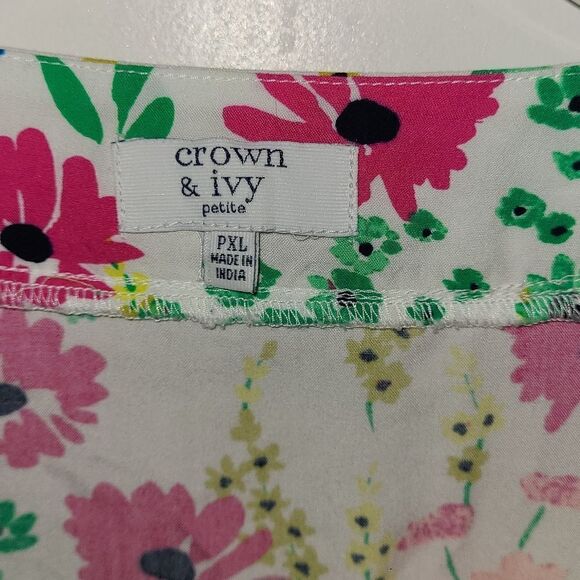 crown
& ivy
petite
PXL
MADE IN
INDIA